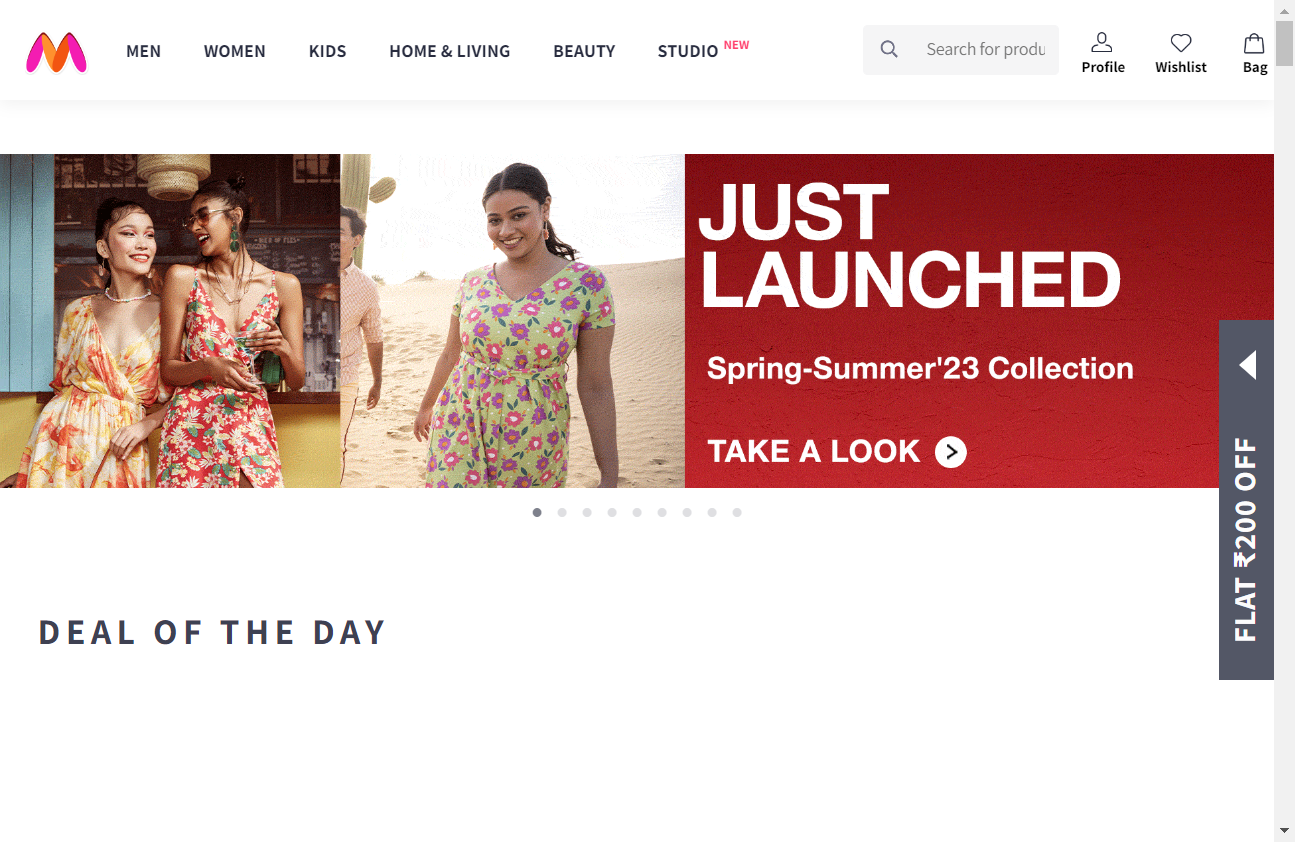 MEN WOMEN KIDS HOME & LIVING BEAUTY STUDIO NEW
Search for produ
Profile Wishlist Bag
JUST
LAUNCHED
Spring-Summer'23 Collection
TAKE A LOOK
FLAT ₹200 OFF
DEAL OF THE DAY